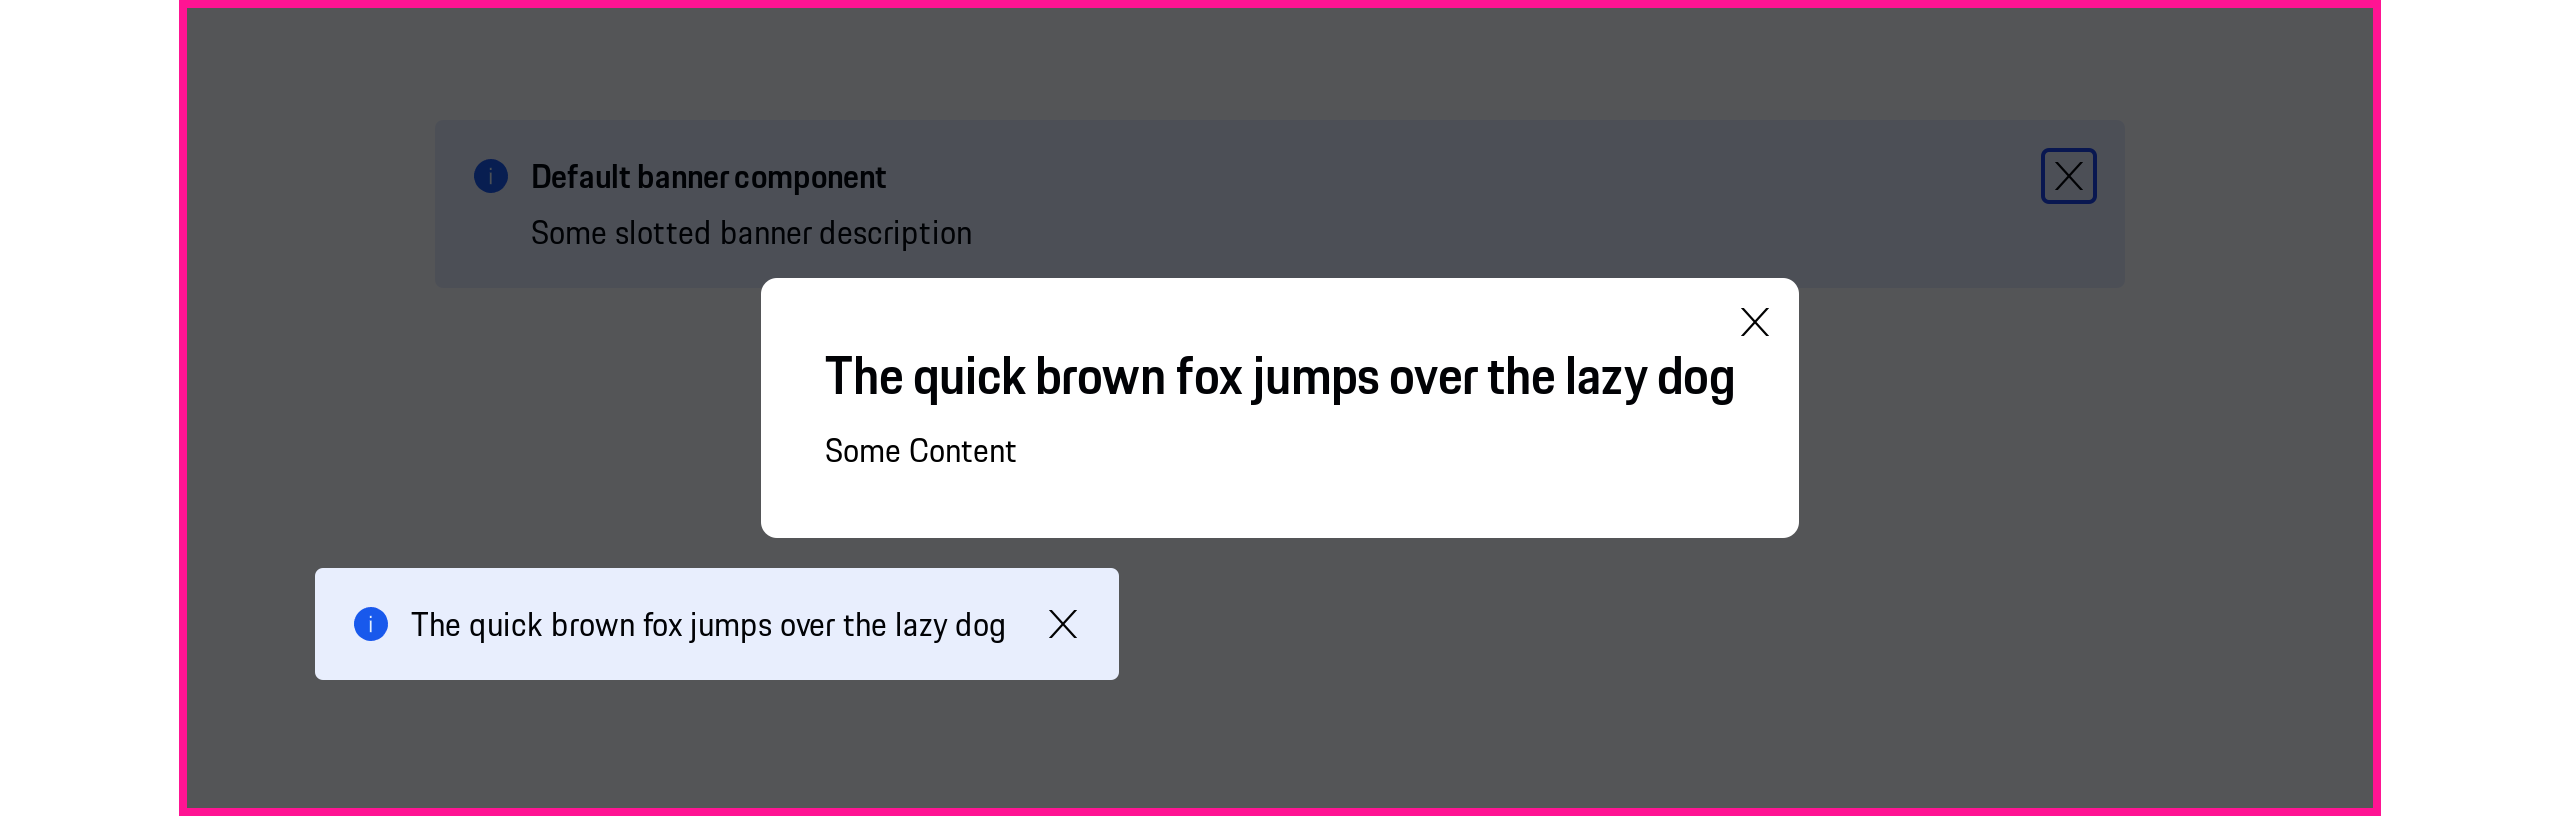 Default banner component
Some slotted banner description
The quick brown fox jumps over the lazy dog
Some Content
The quick brown fox jumps over the lazy dog